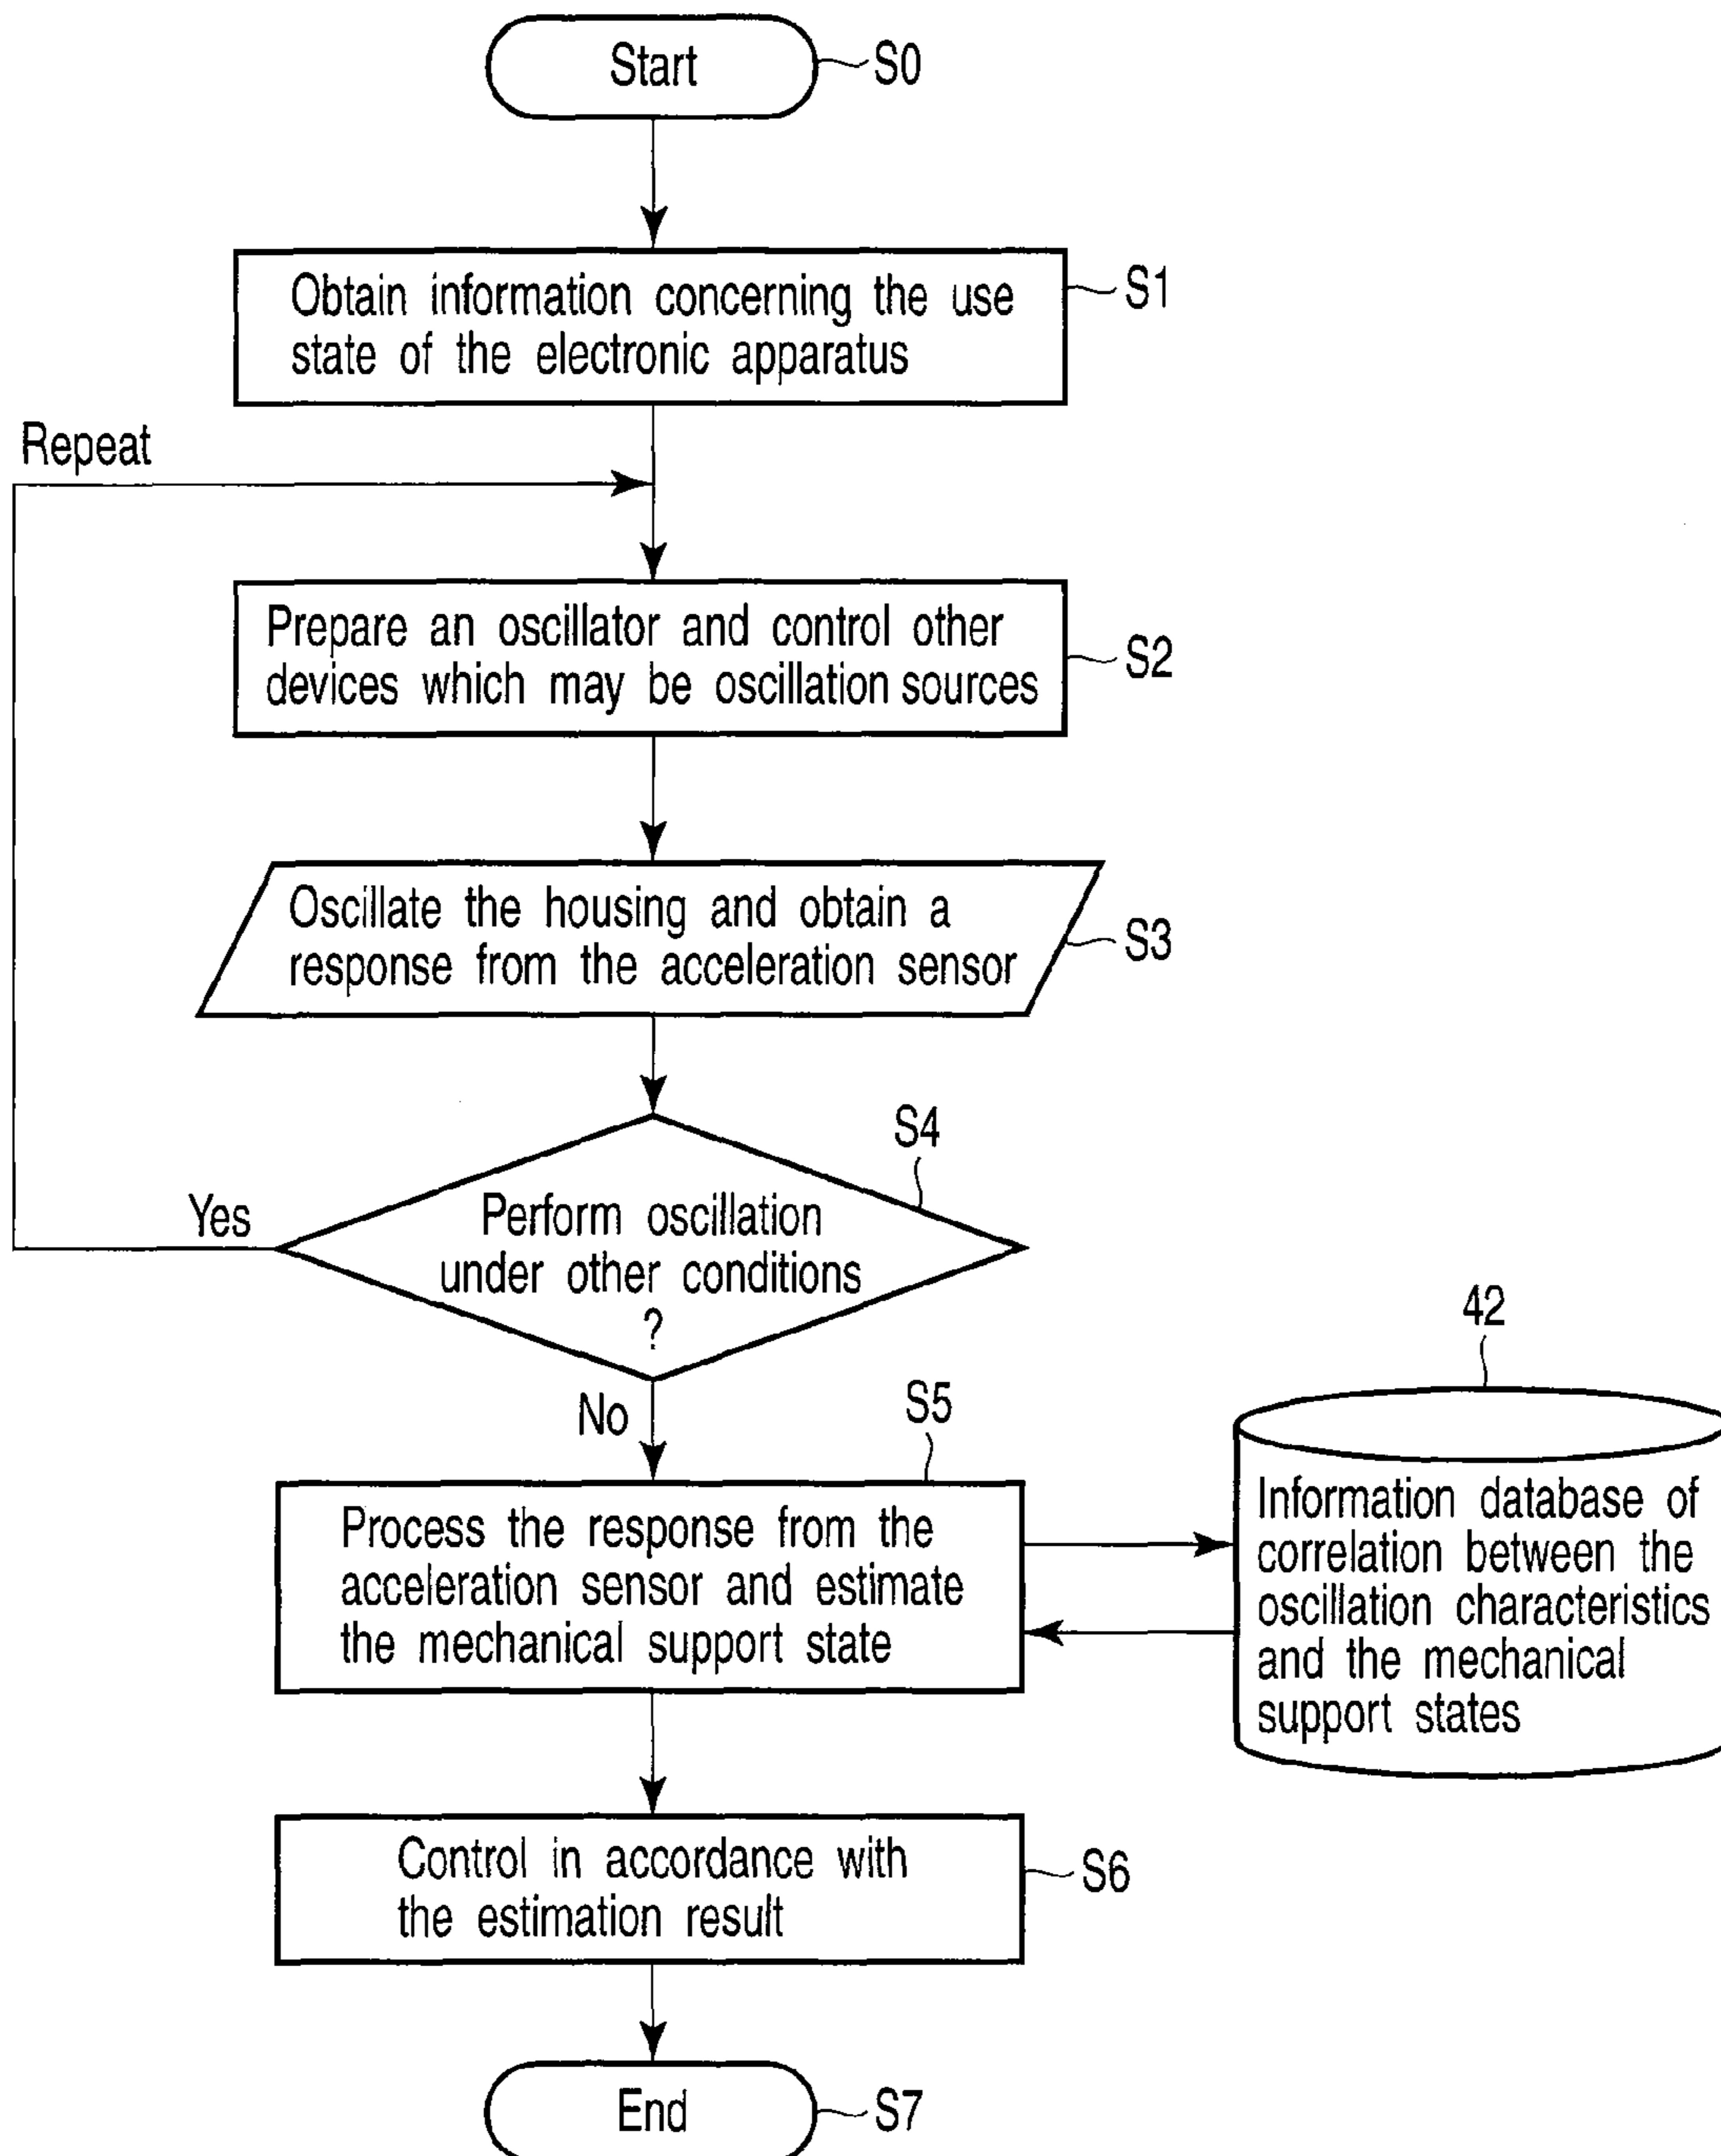 Start
S0
Obtain information concerning the use
state of the electronic apparatus
S1
Repeat
Prepare an oscillator and control other
devices which may be oscillation sources
S2
Oscillate the housing and obtain a
response from the acceleration sensor
S3
S4
Perform oscillation
under other conditions
?
Yes
No
S5
Process the response from the
acceleration sensor and estimate
the mechanical support state
42
Information database of
correlation between the
oscillation characteristics
and the mechanical
support states
Control in accordance with
the estimation result
S6
End
S7